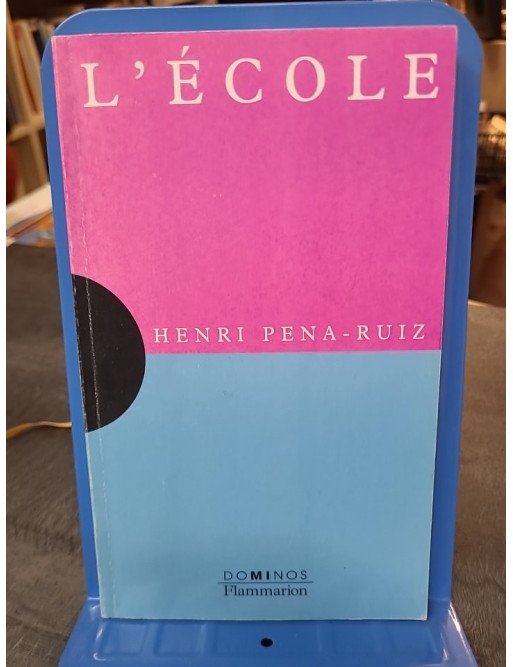 L'ÉCOLE
HENRI PENA-RUIZ
DOMINOS
Flammarion